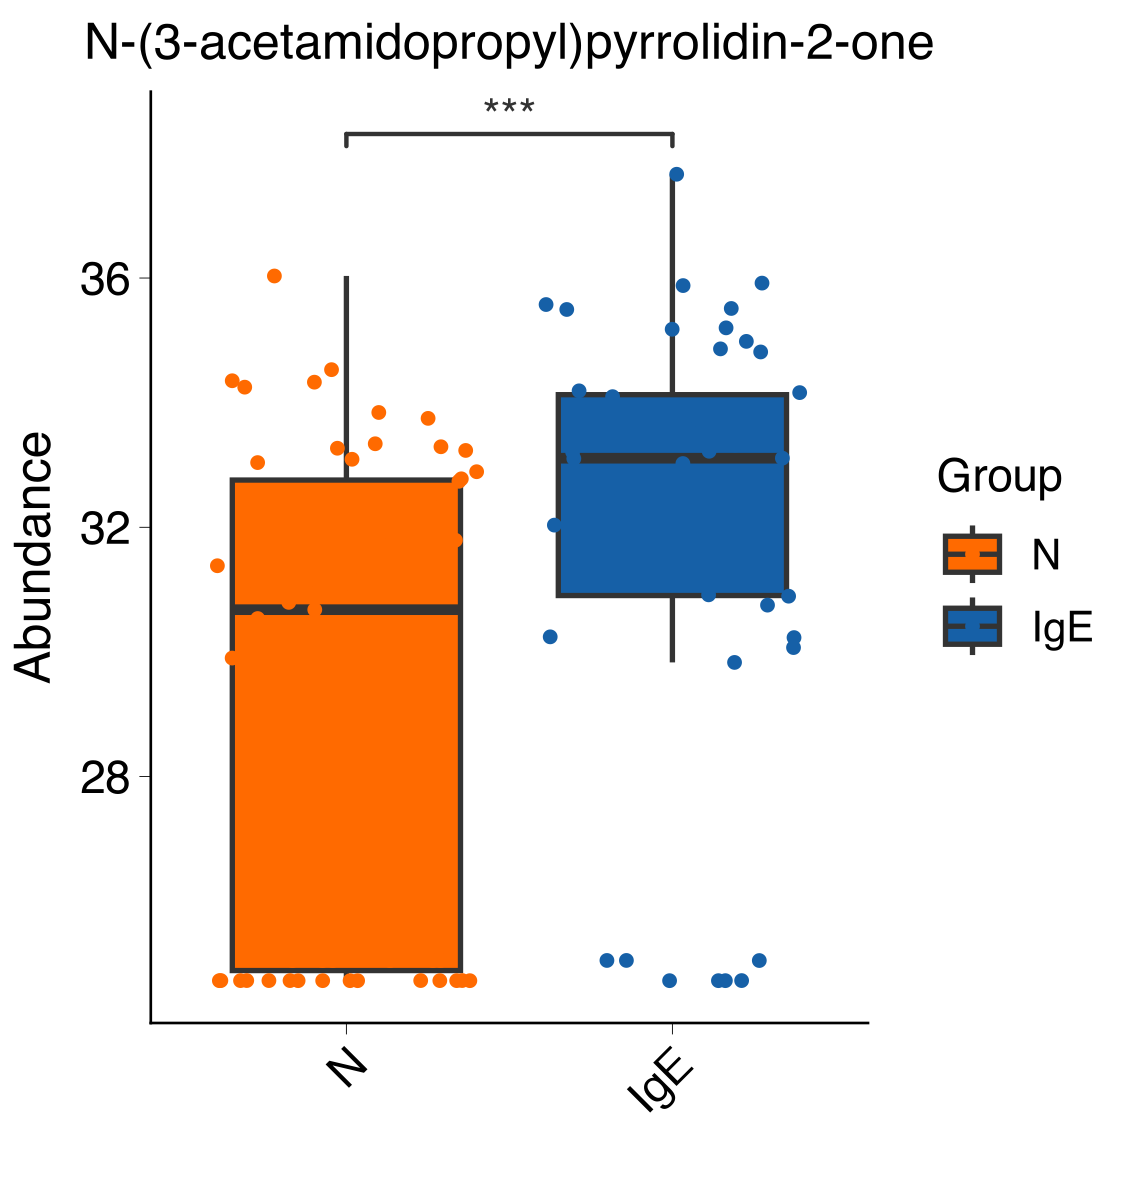 N-(3-acetamidopropyl)pyrrolidin-2-one
***
36
32
28
Abundance
N
IgE
Group
N
IgE